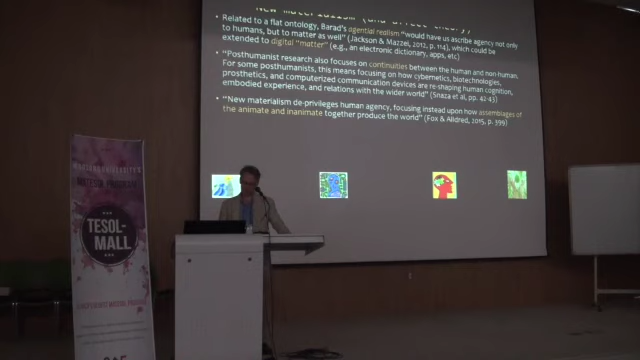 New materialism (and affect theory)
• Related to a flat ontology, Barad's agential realism "would have us ascribe agency not only
to humans, but to matter as well" (Jackson & Mazzei, 2012, p. 114), which could be
extended to digital "matter" (e.g., an electronic dictionary, apps, etc)
• "Posthumanist research also focuses on continuities between the human and non-human.
For some posthumanists, this means focusing on how cybernetics, biotechnologies,
prosthetics, and computerized communication devices are re-shaping human cognition,
embodied experience, and relations with the wider world" (Snaza et al, pp. 42-43)
• "New materialism de-privileges human agency, focusing instead upon how assemblages of
the animate and inanimate together produce the world" (Fox & Alldred, 2015, p. 399)
TESOL-
MALL